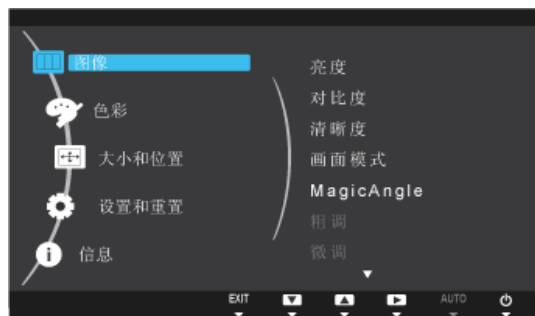 图像
色彩
大小和位置
设置和重置
信息
亮度
对比度
清晰度
画面模式
MagicAngle
粗调
微调
EXIT
AUTO